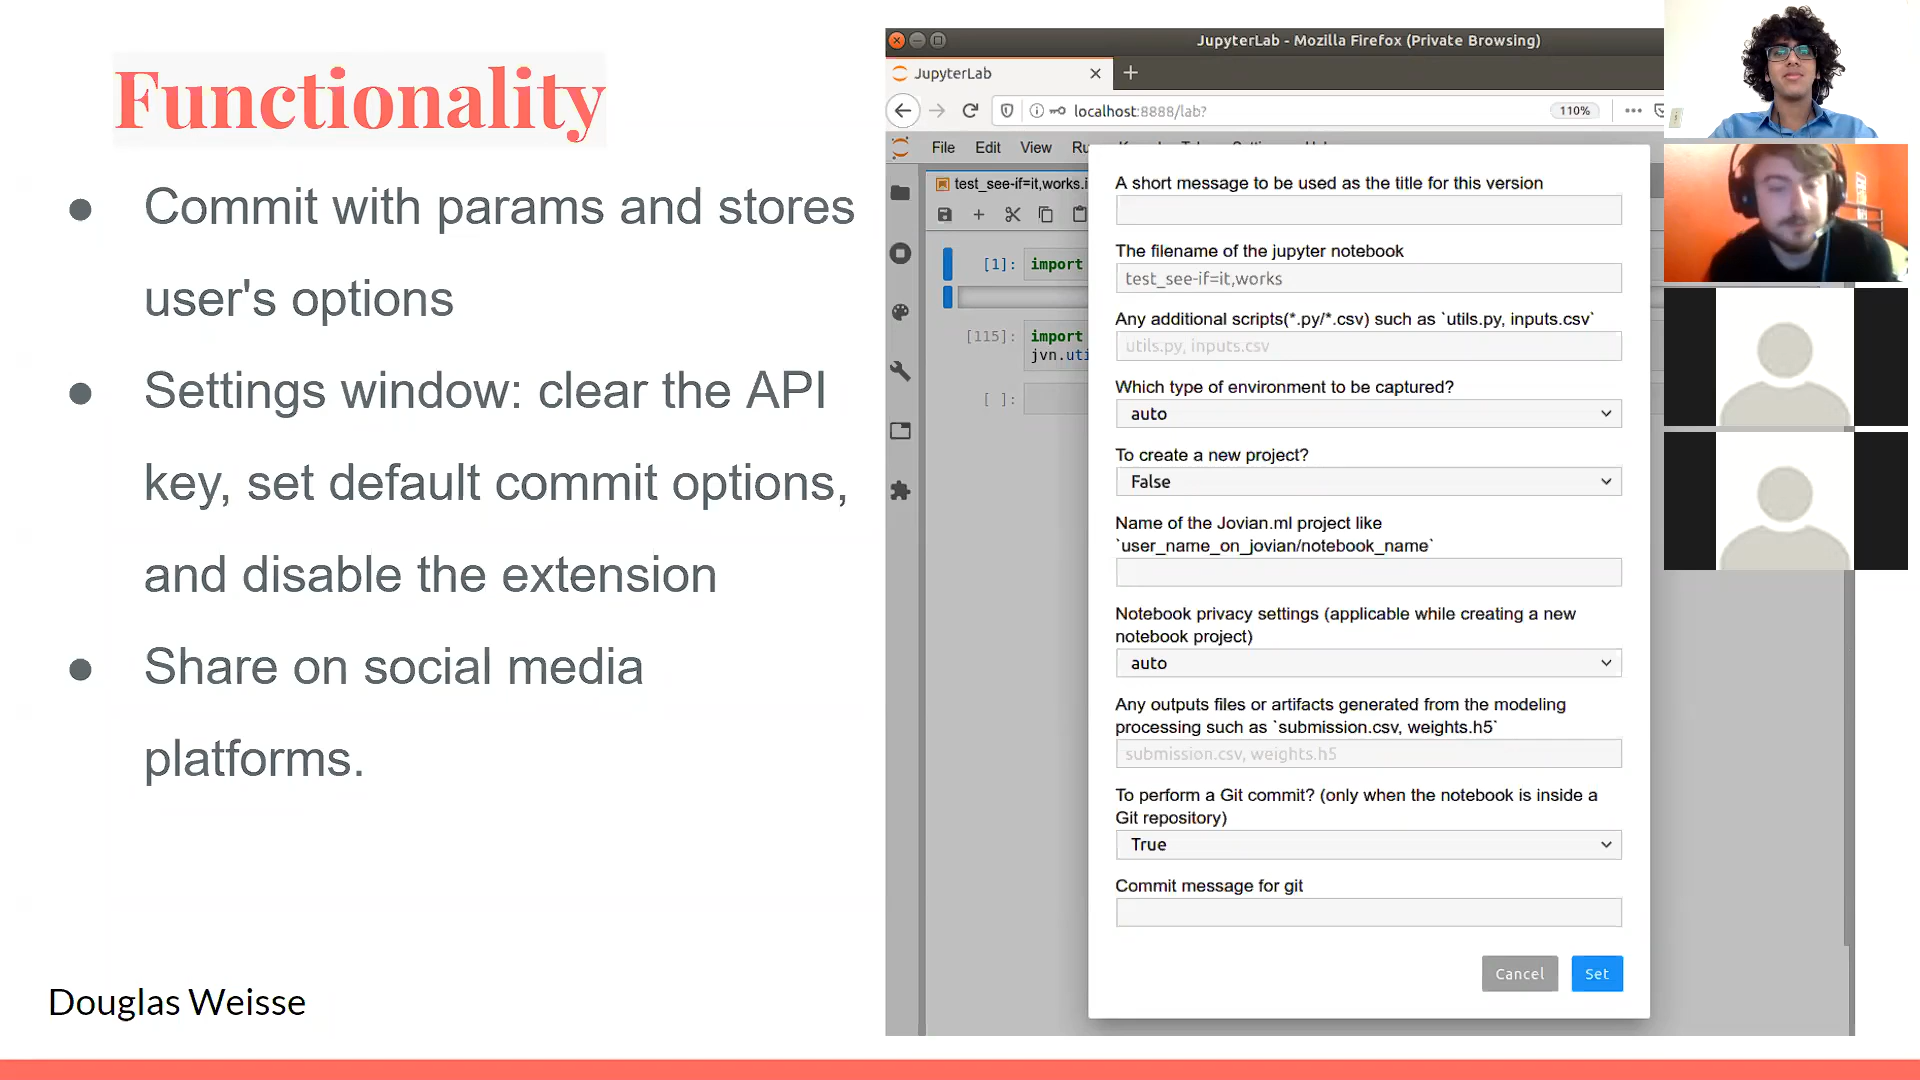 Functionality
Commit with params and stores
user's options
Settings window: clear the API
key, set default commit options,
and disable the extension
Share on social media
platforms.
Douglas Weisse
JupyterLab - Mozilla Firefox (Private Browsing)
JupyterLab
localhost:8888/lab?
110%
File Edit View
test_see-if=it,works.i
[1]: import
[115]: import
jvn.uti
[ ]:
A short message to be used as the title for this version
The filename of the jupyter notebook
test_see-if=it,works
Any additional scripts(*.py/*.csv) such as `utils.py, inputs.csv`
utils.py, inputs.csv
Which type of environment to be captured?
auto
To create a new project?
False
Name of the Jovian.ml project like
`user_name_on_jovian/notebook_name`
Notebook privacy settings (applicable while creating a new
notebook project)
auto
Any outputs files or artifacts generated from the modeling
processing such as `submission.csv, weights.h5`
submission.csv, weights.h5
To perform a Git commit? (only when the notebook is inside a
Git repository)
True
Commit message for git
Cancel Set